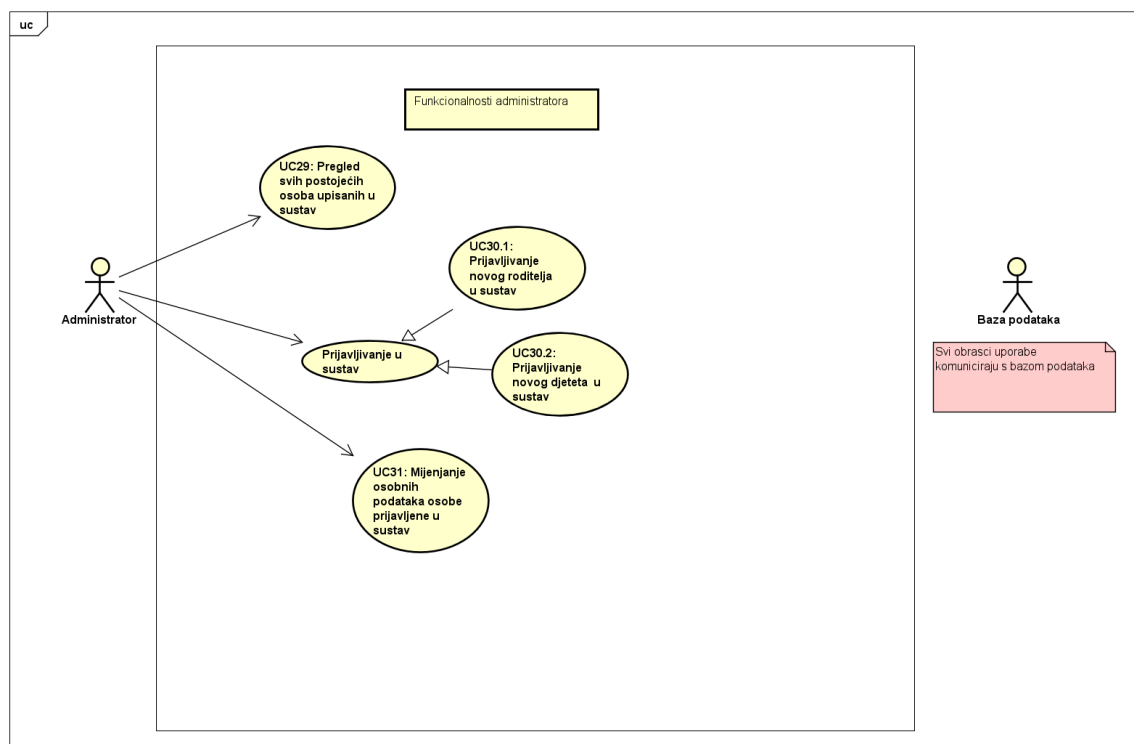 uc
Funkcionalnosti administratora
UC29: Pregled
svih postojećih
osoba upisanih u
sustav
UC30.1:
Prijavljivanje
novog roditelja
u sustav
Administrator
Baza podataka
Prijavljivanje u
sustav
UC30.2:
Prijavljivanje
novog djeteta u
sustav
Svi obrasci uporabe
komuniciraju s bazom podataka
UC31: Mijenjanje
osobnih
podataka osobe
prijavljene u
sustav